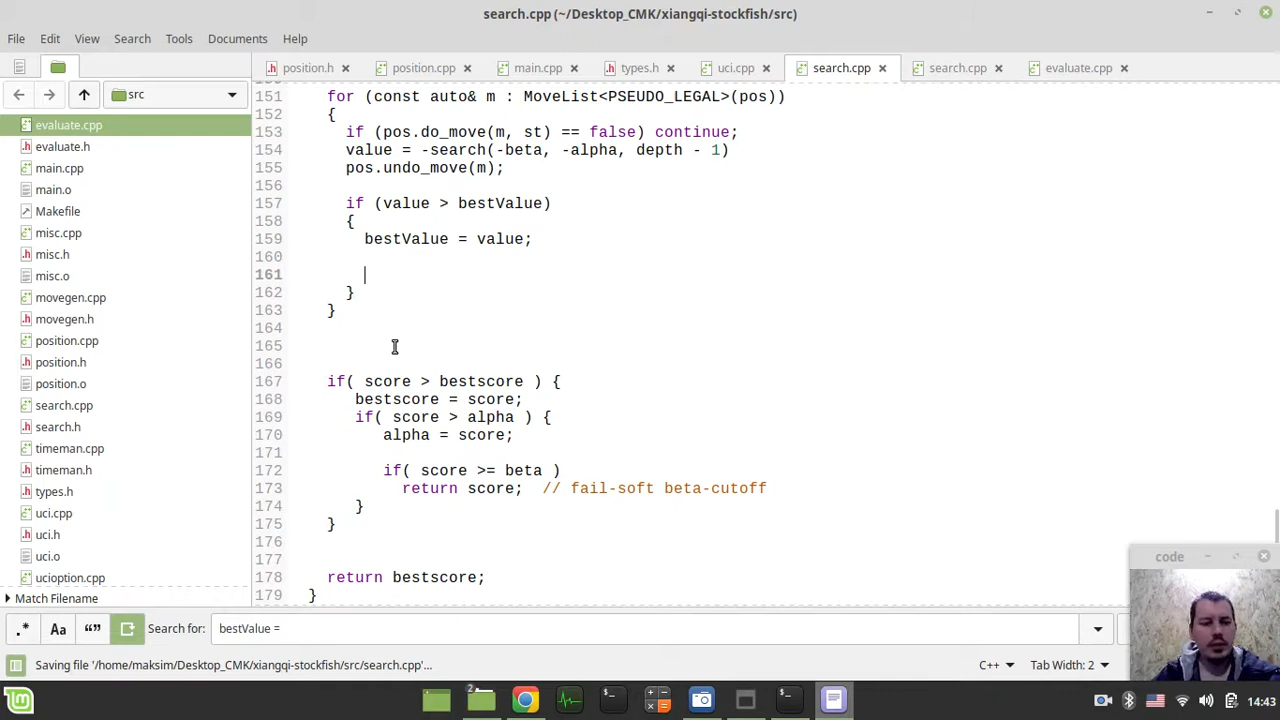 search.cpp (~/Desktop_CMK/xiangqi-stockfish/src)
File Edit View Search Tools Documents Help
position.h position.cpp main.cpp types.h uci.cpp search.cpp search.cpp evaluate.cpp
src
evaluate.cpp
evaluate.h
main.cpp
main.o
Makefile
misc.cpp
misc.h
misc.o
movegen.cpp
movegen.h
position.cpp
position.h
position.o
search.cpp
search.h
timeman.cpp
timeman.h
types.h
uci.cpp
uci.h
uci.o
ucioption.cpp
Match Filename
151 for (const auto& m : MoveList<PSEUDO_LEGAL>(pos))
152 {
153 if (pos.do_move(m, st) == false) continue;
154 value = -search(-beta, -alpha, depth - 1)
155 pos.undo_move(m);
156
157 if (value > bestValue)
158 {
159 bestValue = value;
160
161
162 }
163 }
164
165
166
167 if( score > bestscore ) {
168 bestscore = score;
169 if( score > alpha ) {
170 alpha = score;
171
172 if( score >= beta )
173 return score; // fail-soft beta-cutoff
174 }
175 }
176
177
178 return bestscore;
179 }
code
.* Aa “” Search for: bestValue =
Saving file '/home/maksim/Desktop_CMK/xiangqi-stockfish/src/search.cpp'... C++ Tab Width: 2
2 14:43